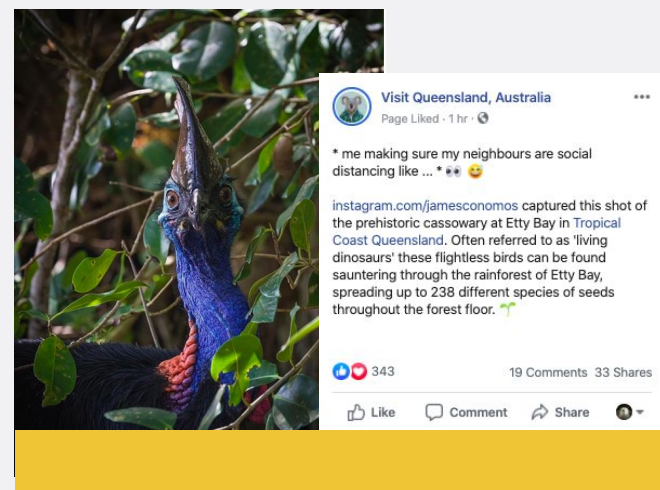 Visit Queensland, Australia
Page Liked · 1 hr ·
* me making sure my neighbours are social
distancing like ... * 👀 😅
instagram.com/jamesconomos captured this shot of
the prehistoric cassowary at Etty Bay in Tropical
Coast Queensland. Often referred to as 'living
dinosaurs' these flightless birds can be found
sauntering through the rainforest of Etty Bay,
spreading up to 238 different species of seeds
throughout the forest floor. 🌱
343
19 Comments 33 Shares
Like Comment Share